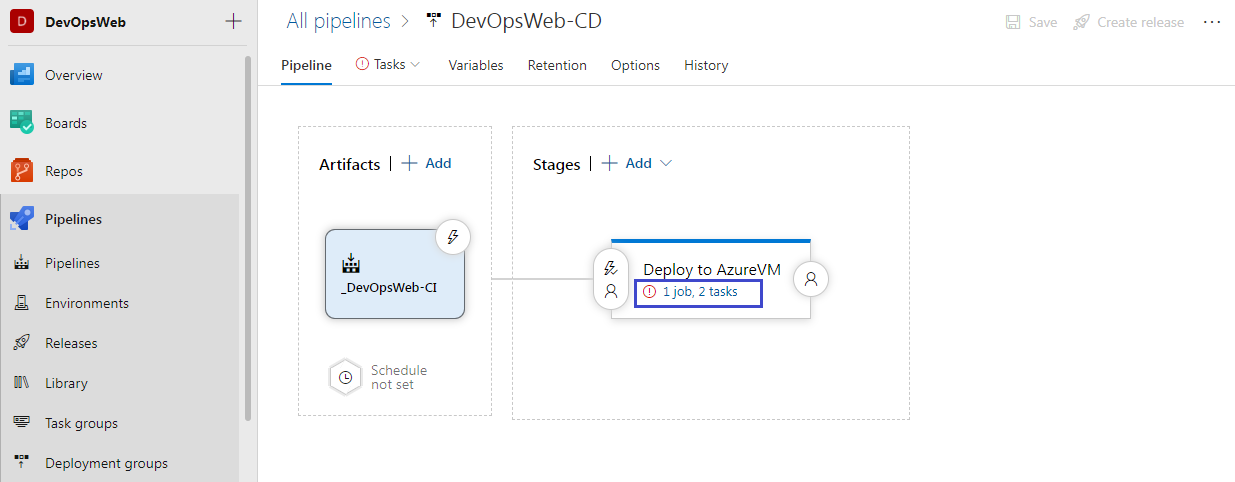 D DevOpsWeb
All pipelines > DevOpsWeb-CD
Save Create release ...
Pipeline Tasks Variables Retention Options History
Overview
Boards
Repos
Pipelines
Pipelines
Environments
Releases
Library
Task groups
Deployment groups
Artifacts | + Add
_DevOpsWeb-CI
Schedule
not set
Stages | + Add
Deploy to AzureVM
1 job, 2 tasks